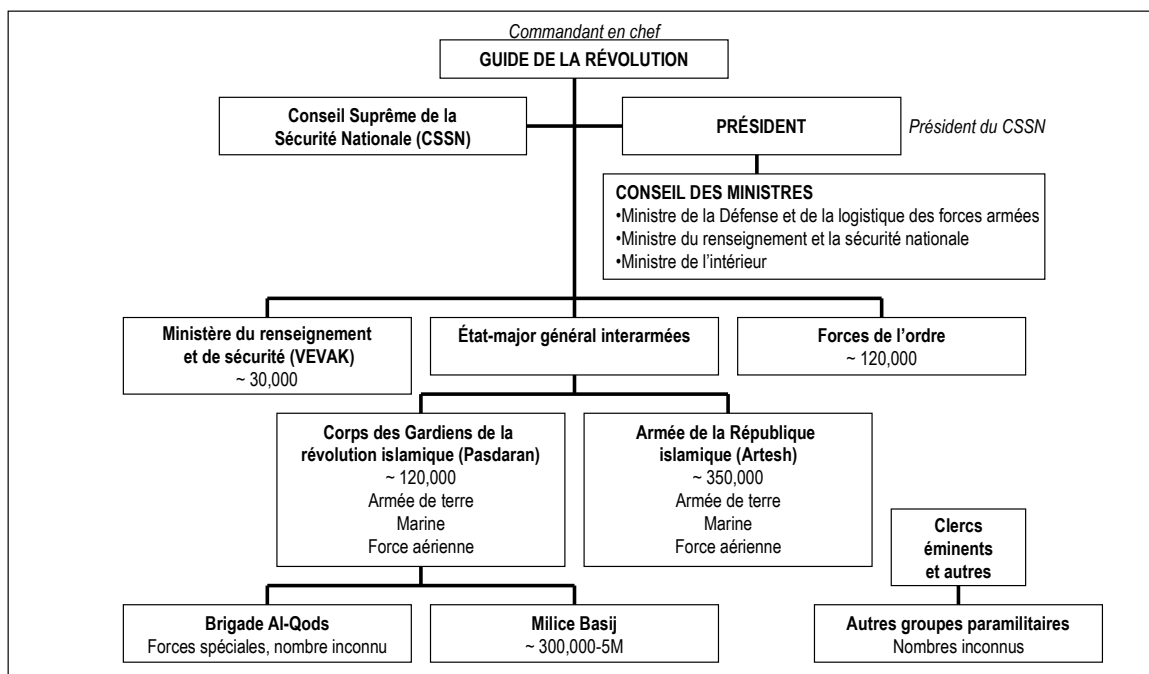 Commandant en chef
GUIDE DE LA RÉVOLUTION
Conseil Suprême de la
Sécurité Nationale (CSSN)
PRÉSIDENT
Président du CSSN
CONSEIL DES MINISTRES
•Ministre de la Défense et de la logistique des forces armées
•Ministre du renseignement et la sécurité nationale
•Ministre de l’intérieur
Ministère du renseignement
et de sécurité (VEVAK)
~ 30,000
État-major général interarmées
Forces de l’ordre
~ 120,000
Corps des Gardiens de la
révolution islamique (Pasdaran)
~ 120,000
Armée de terre
Marine
Force aérienne
Armée de la République
islamique (Artesh)
~ 350,000
Armée de terre
Marine
Force aérienne
Clercs
éminents
et autres
Brigade Al-Qods
Forces spéciales, nombre inconnu
Milice Basij
~ 300,000-5M
Autres groupes paramilitaires
Nombres inconnus